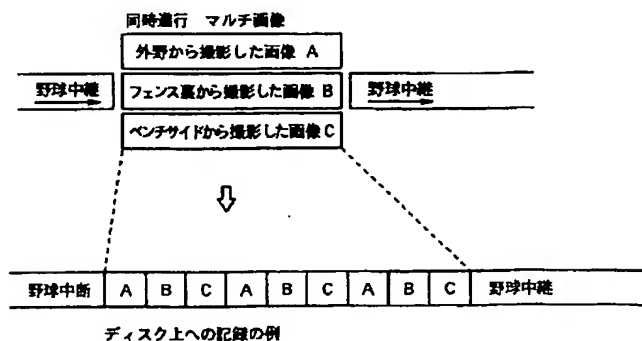 同時進行 マルチ画像
外野から撮影した画像 A
野球中継
フェンス裏から撮影した画像 B
野球中継
ベンチサイドから撮影した画像 C
野球中断 A B C A B C A B C 野球中継
ディスク上への記録の例